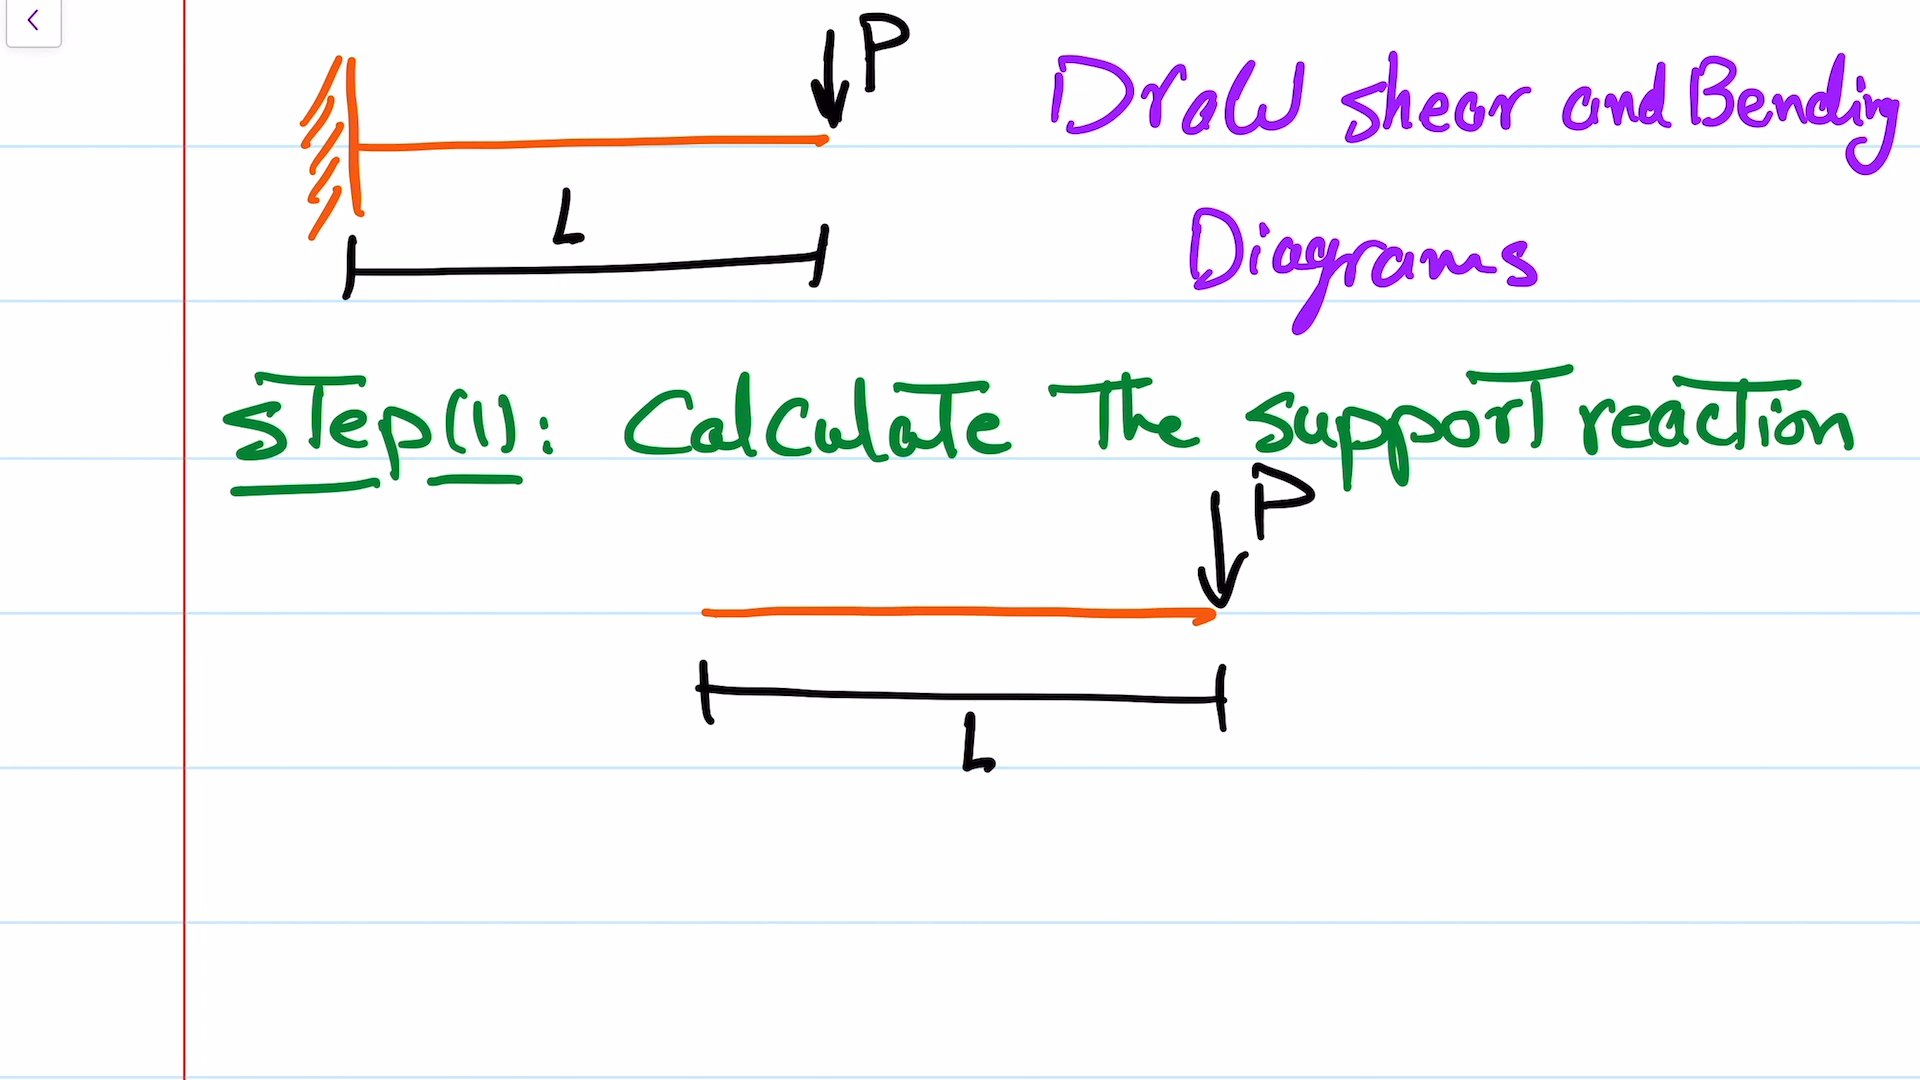 P
Draw shear and Bending
L
Diagrams
step(1): Calculate The support reaction
P
L